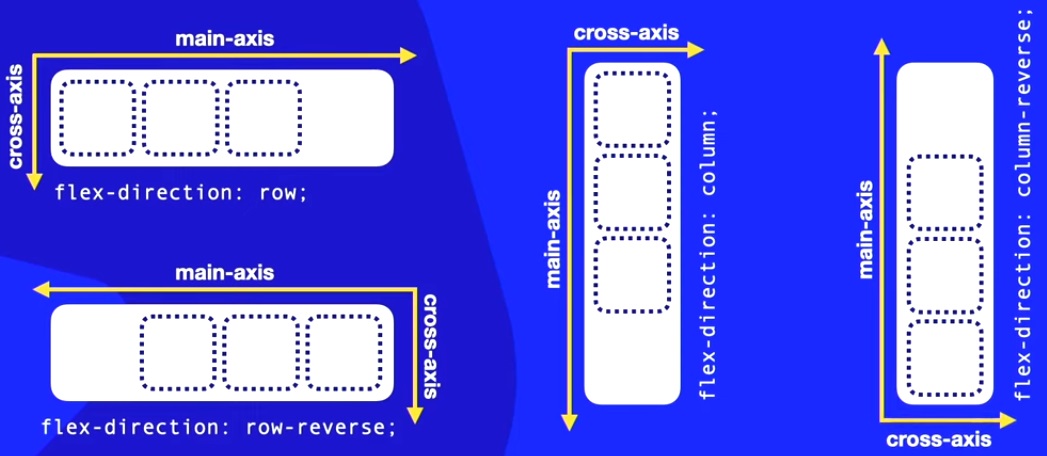 main-axis
cross-axis
flex-direction: row;
main-axis
cross-axis
flex-direction: row-reverse;
cross-axis
main-axis
flex-direction: column;
main-axis
cross-axis
flex-direction: column-reverse;